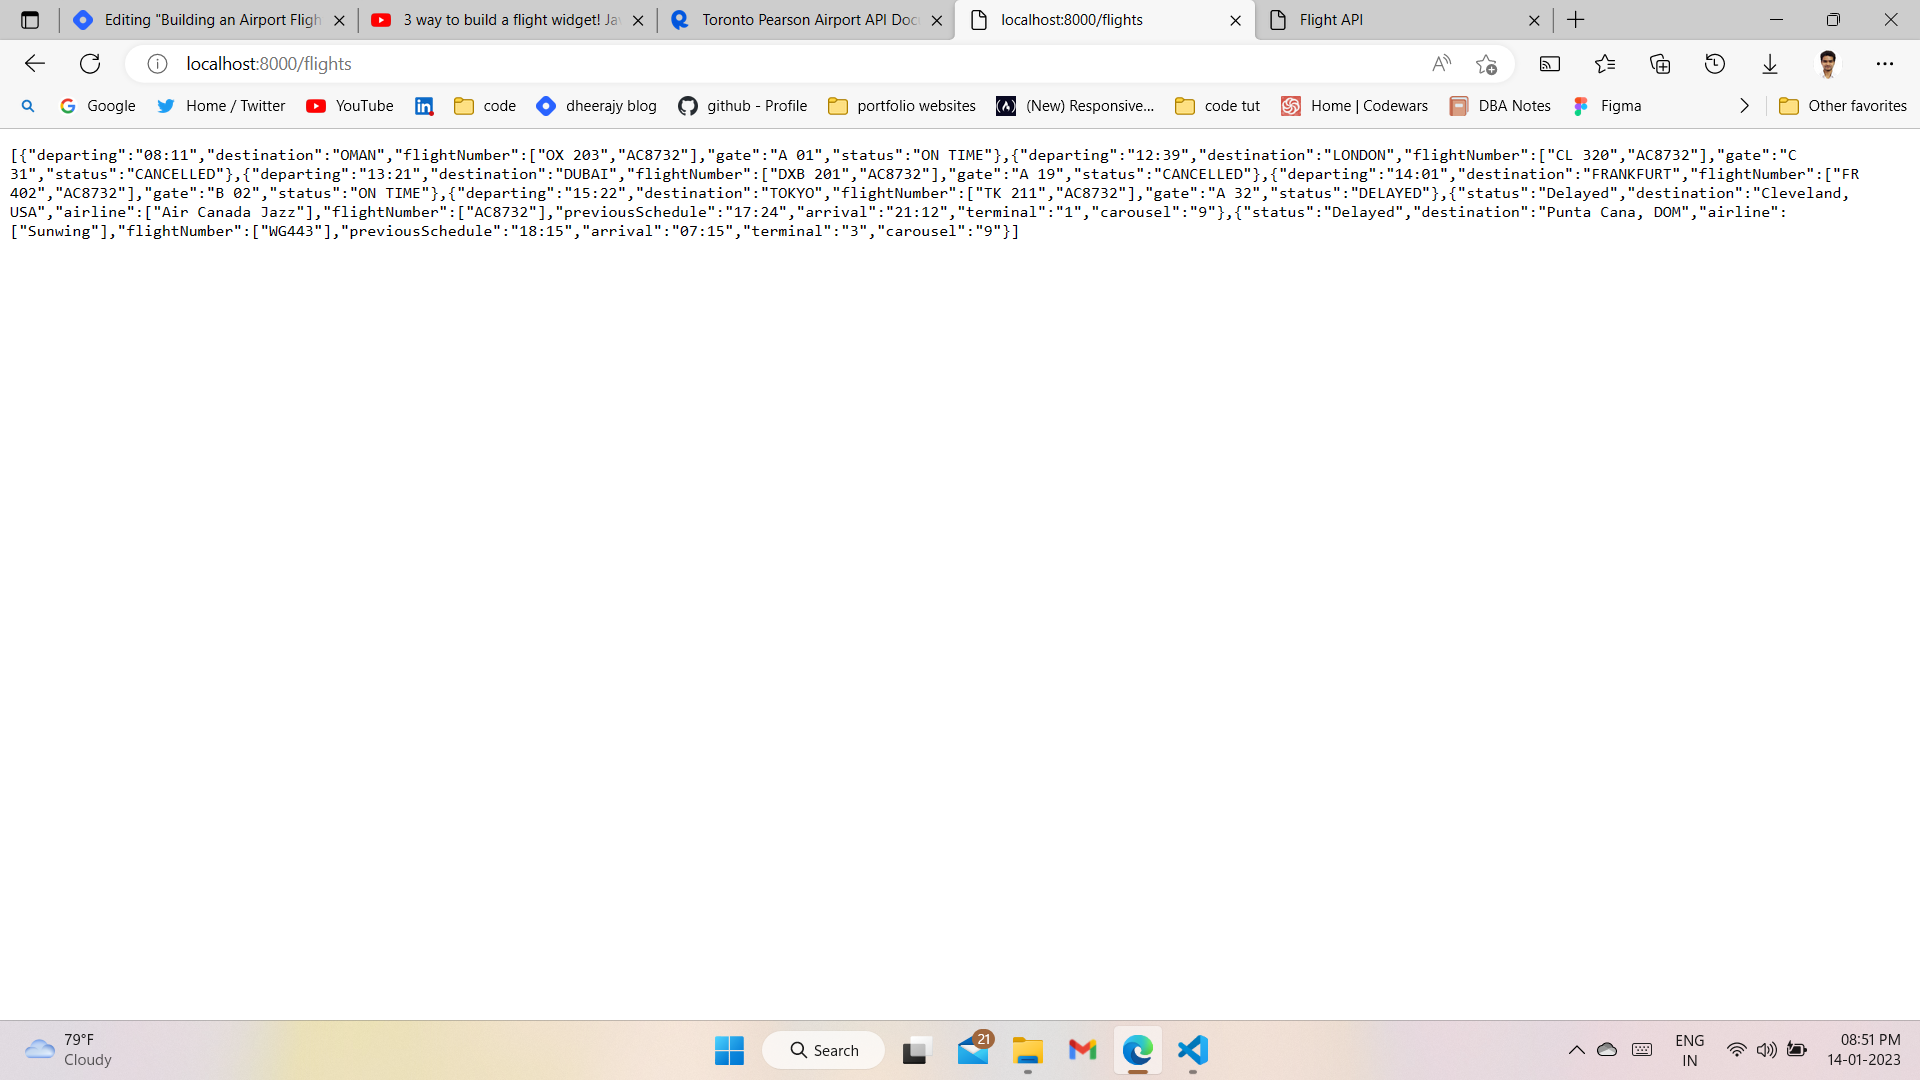 Editing "Building an Airport Fligh
3 way to build a flight widget! Ja
Toronto Pearson Airport API Doc
localhost:8000/flights
Flight API
localhost:8000/flights
Google
Home / Twitter
YouTube
code
dheerajy blog
github - Profile
portfolio websites
(New) Responsive...
code tut
Home | Codewars
DBA Notes
Figma
Other favorites
[{"departing":"08:11","destination":"OMAN","flightNumber":["OX 203","AC8732"],"gate":"A 01","status":"ON TIME"},{"departing":"12:39","destination":"LONDON","flightNumber":["CL 320","AC8732"],"gate":"C
31","status":"CANCELLED"},{"departing":"13:21","destination":"DUBAI","flightNumber":["DXB 201","AC8732"],"gate":"A 19","status":"CANCELLED"},{"departing":"14:01","destination":"FRANKFURT","flightNumber":["FR
402","AC8732"],"gate":"B 02","status":"ON TIME"},{"departing":"15:22","destination":"TOKYO","flightNumber":["TK 211","AC8732"],"gate":"A 32","status":"DELAYED"},{"status":"Delayed","destination":"Cleveland,
USA","airline":["Air Canada Jazz"],"flightNumber":["AC8732"],"previousSchedule":"17:24","arrival":"21:12","terminal":"1","carousel":"9"},{"status":"Delayed","destination":"Punta Cana, DOM","airline":
["Sunwing"],"flightNumber":["WG443"],"previousSchedule":"18:15","arrival":"07:15","terminal":"3","carousel":"9"}]
79°F
Cloudy
Search
21
ENG
IN
08:51 PM
14-01-2023